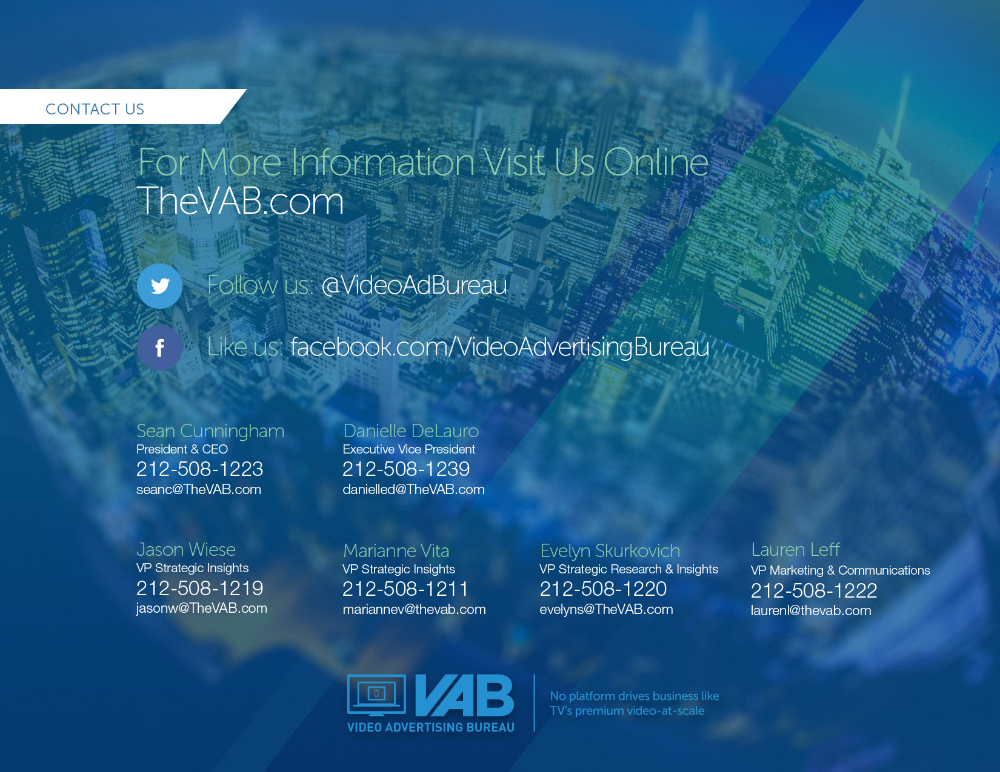 CONTACT US
For More Information Visit Us Online
TheVAB.com
Follow us: @VideoAdBureau
Like us: facebook.com/VideoAdvertisingBureau
Sean Cunningham
President & CEO
212-508-1223
seanc@TheVAB.com
Danielle DeLauro
Executive Vice President
212-508-1239
danielled@TheVAB.com
Jason Wiese
VP Strategic Insights
212-508-1219
jasonw@TheVAB.com
Marianne Vita
VP Strategic Insights
212-508-1211
mariannev@thevab.com
Evelyn Skurkovich
VP Strategic Research & Insights
212-508-1220
evelyns@TheVAB.com
Lauren Leff
VP Marketing & Communications
212-508-1222
laurenl@thevab.com
VAB
VIDEO ADVERTISING BUREAU
No platform drives business like
TV's premium video-at-scale